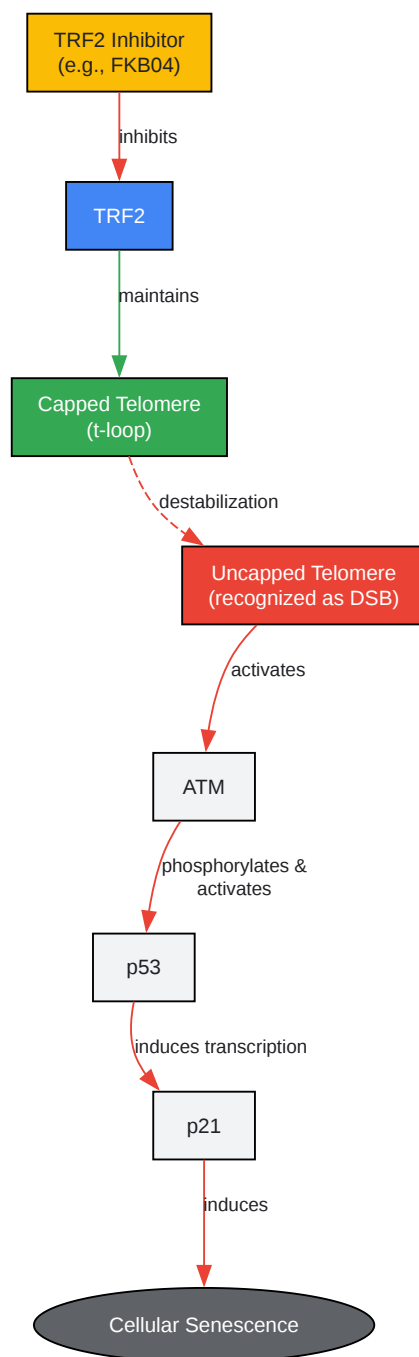 TRF2 Inhibitor
(e.g., FKB04)
inhibits
TRF2
maintains
Capped Telomere
(t-loop)
destabilization
Uncapped Telomere
(recognized as DSB)
activates
ATM
phosphorylates &
activates
p53
induces transcription
p21
induces
Cellular Senescence